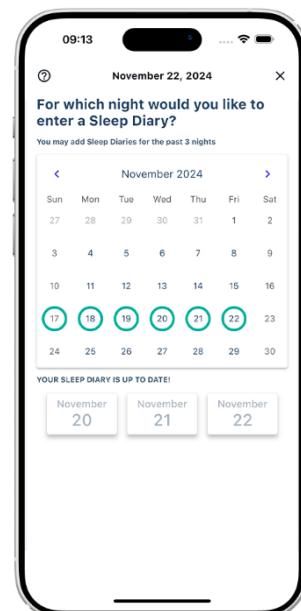 09:13
November 22, 2024
For which night would you like to
enter a Sleep Diary?
You may add Sleep Diaries for the past 3 nights
November 2024
Sun Mon Tue Wed Thu Fri Sat
27 28 29 30 31 1 2
3 4 5 6 7 8 9
10 11 12 13 14 15 16
17 18 19 20 21 22 23
24 25 26 27 28 29 30
YOUR SLEEP DIARY IS UP TO DATE!
November November November
20 21 22